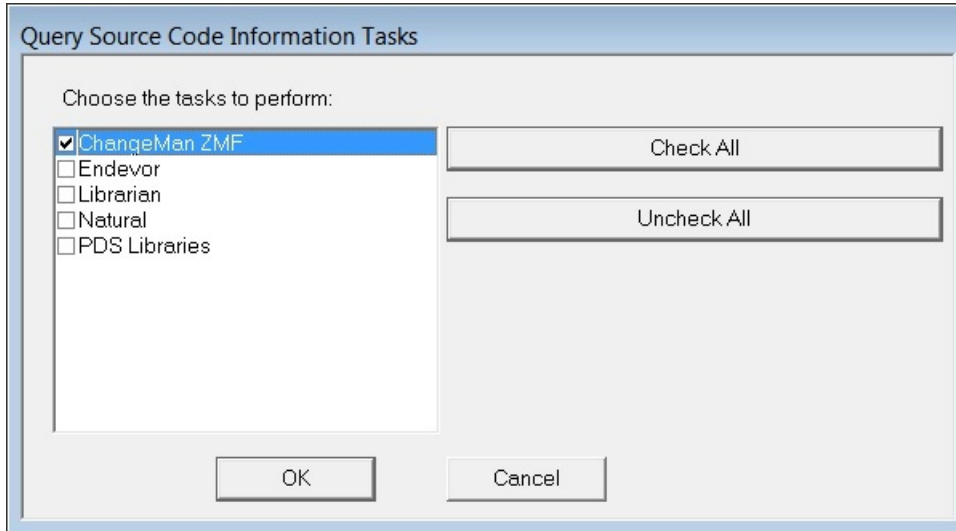 Query Source Code Information Tasks
Choose the tasks to perform:
ChangeMan ZMF
Endevor
Librarian
Natural
PDS Libraries
Check All
Uncheck All
OK
Cancel